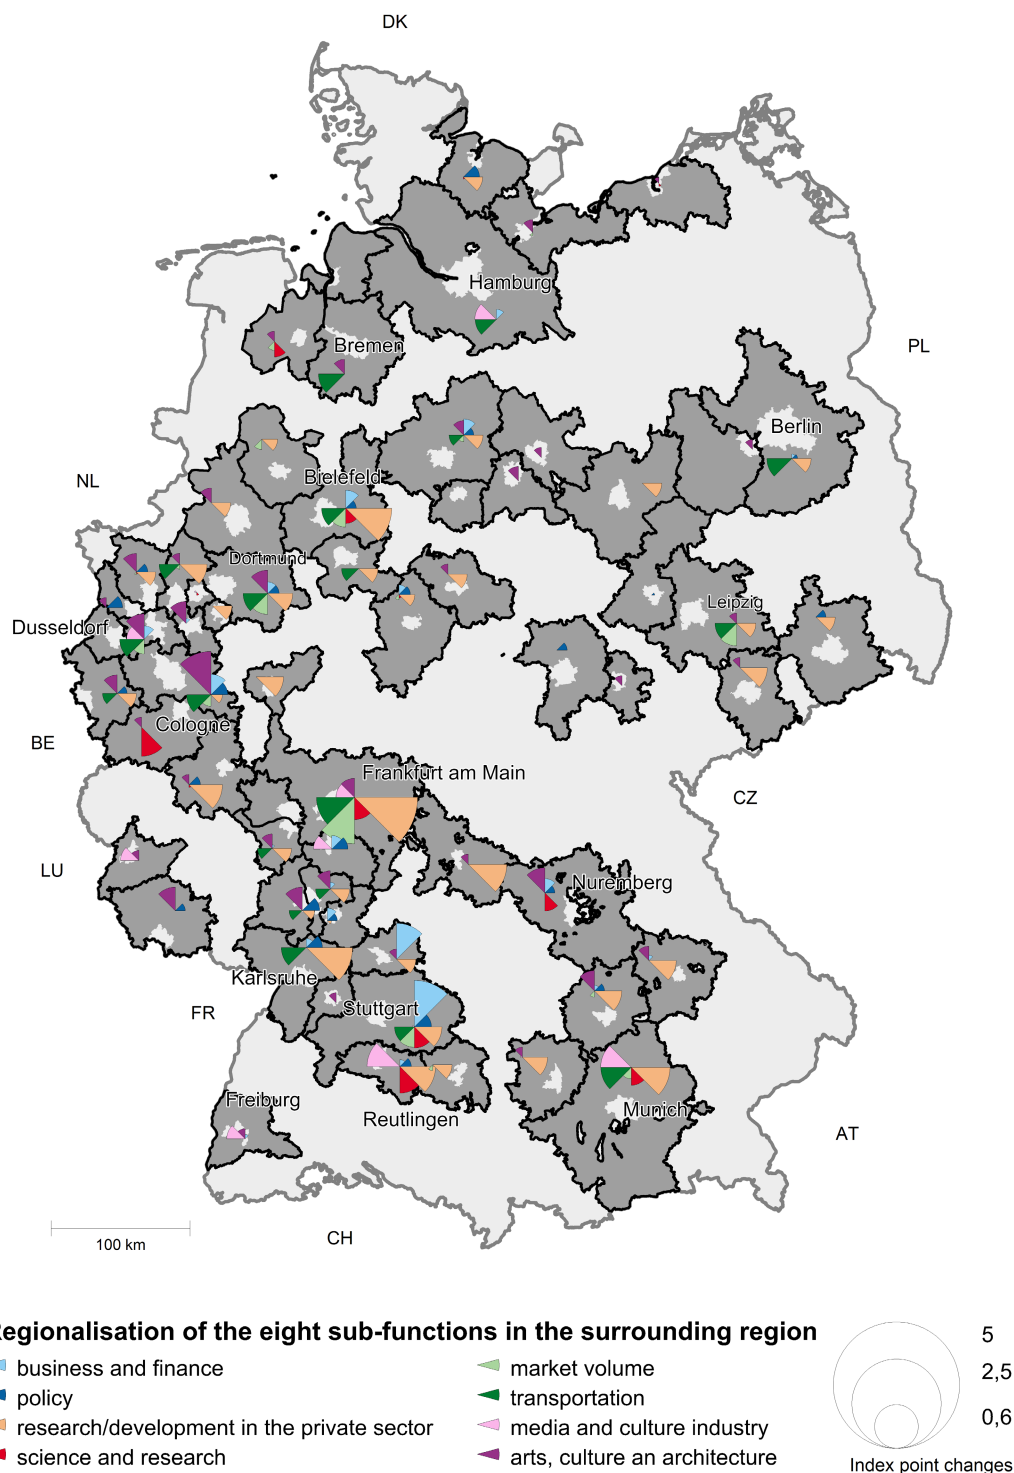 DK
Hamburg
Bremen
PL
Berlin
NL
Bielefeld
Dortmund
Leipzig
Dusseldorf
Cologne
BE
Frankfurt am Main
CZ
LU
Nuremberg
Karlsruhe
FR
Stuttgart
Freiburg
Reutlingen
Munich
AT
CH
100 km
egionalisation of the eight sub-functions in the surrounding region
business and finance
policy
research/development in the private sector
science and research
market volume
transportation
media and culture industry
arts, culture an architecture
5
2,5
0,6
Index point changes